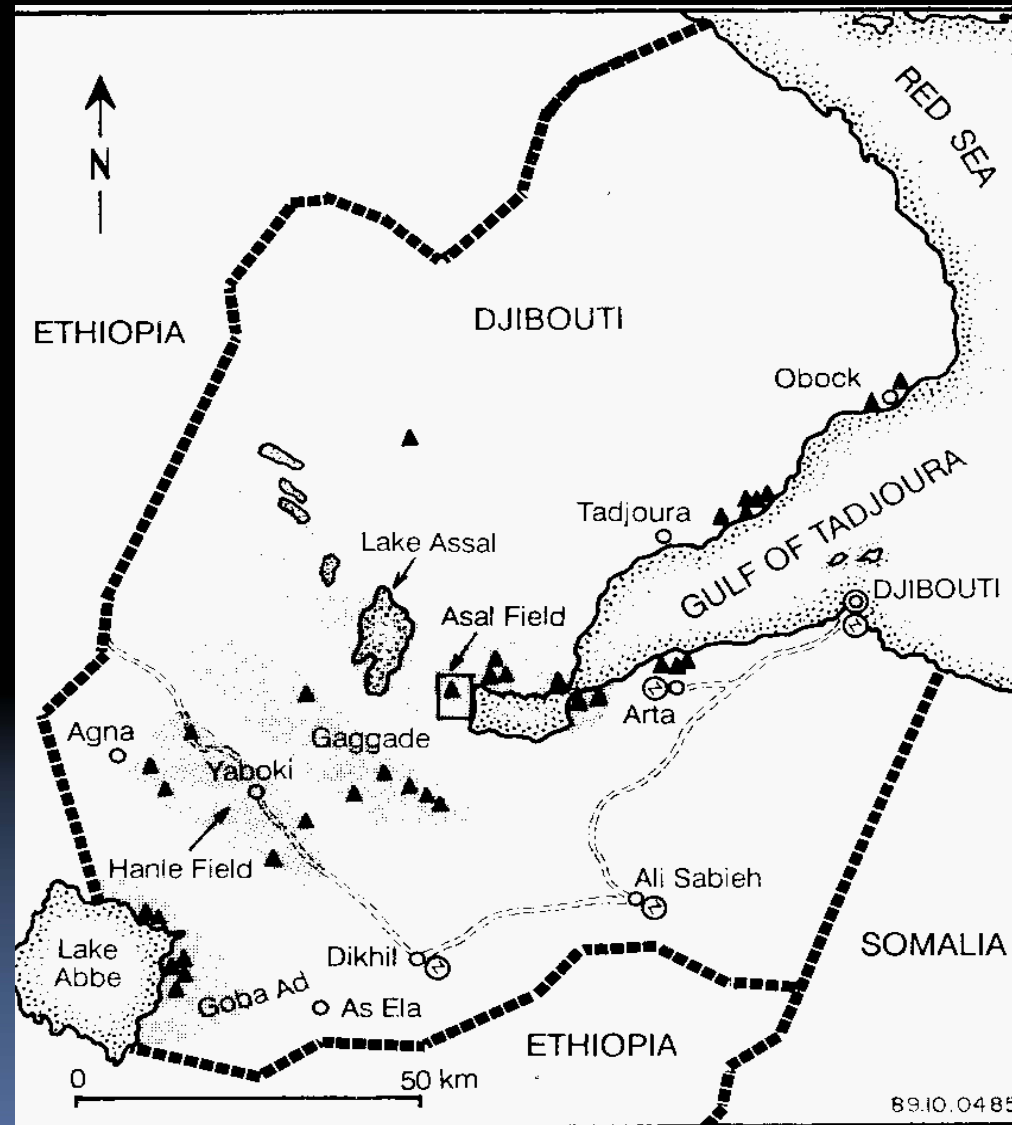 RED SEA
N
ETHIOPIA
DJIBOUTI
Obock
Tadjoura
GULF OF TADJOURA
Lake Assal
DJIBOUTI
Asal Field
Arta
Agna
Gaggade
Yaboki
Hanle Field
Ali Sabieh
Lake
Abbe
Dikhil
SOMALIA
Goba Ad
As Ela
ETHIOPIA
0
50 km
89.10.0485